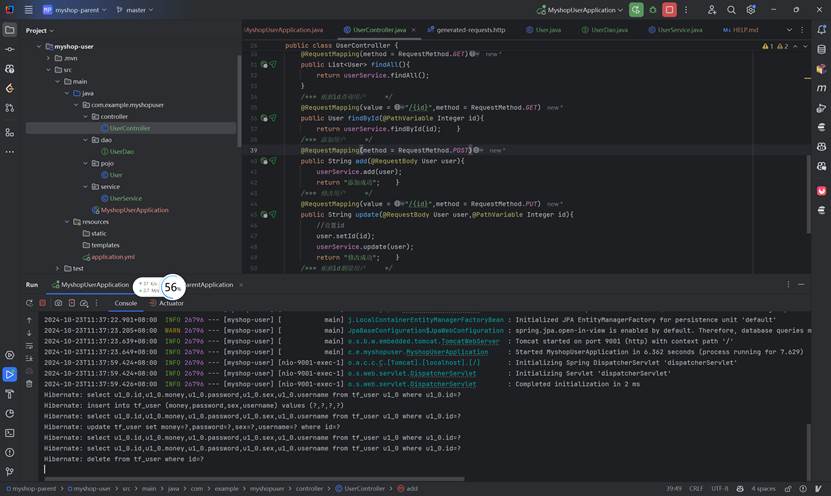 myshop-parent
master
MyshopUserApplication
Project
MyshopUserApplication.java
UserController.java
generated-requests.http
User.java
UserDao.java
UserService.java
HELP.md
myshop-user
.mvn
src
main
java
com.example.myshopuser
controller
UserController
dao
UserDao
pojo
User
service
UserService
MyshopUserApplication
resources
static
templates
application.yml
test
public class UserController {
@RequestMapping(method = RequestMethod.GET) new *
public List<User> findAll(){
return userService.findAll();
}
/*** 根据id查询用户 */
@RequestMapping(value = "/{id}",method = RequestMethod.GET) new *
public User findById(@PathVariable Integer id){
return userService.findById(id); }
/*** 添加用户 */
39 @RequestMapping(method = RequestMethod.POST) new *
public String add(@RequestBody User user){
userService.add(user);
return "添加成功"; }
/*** 修改用户 */
@RequestMapping(value = "/{id}",method = RequestMethod.PUT) new *
public String update(@RequestBody User user,@PathVariable Integer id){
//设置id
user.setId(id);
userService.update(user);
return "修改成功"; }
/*** 根据id删除用户 */
1 2
Run MyshopUserApplication parentApplication
56%
Console Actuator
2024-10-23T11:37:22.901+08:00 INFO 26796 --- [myshop-user] [ main] j.LocalContainerEntityManagerFactoryBean : Initialized JPA EntityManagerFactory for persistence unit 'default'
2024-10-23T11:37:23.205+08:00 WARN 26796 --- [myshop-user] [ main] JpaBaseConfiguration$JpaWebConfiguration : spring.jpa.open-in-view is enabled by default. Therefore, database queries m
2024-10-23T11:37:23.639+08:00 INFO 26796 --- [myshop-user] [ main] o.s.b.w.embedded.tomcat.TomcatWebServer : Tomcat started on port 9001 (http) with context path '/'
2024-10-23T11:37:23.649+08:00 INFO 26796 --- [myshop-user] [ main] c.e.myshopuser.MyshopUserApplication : Started MyshopUserApplication in 6.362 seconds (process running for 7.629)
2024-10-23T11:37:59.424+08:00 INFO 26796 --- [myshop-user] [nio-9001-exec-1] o.a.c.c.C.[Tomcat].[localhost].[/] : Initializing Spring DispatcherServlet 'dispatcherServlet'
2024-10-23T11:37:59.424+08:00 INFO 26796 --- [myshop-user] [nio-9001-exec-1] o.s.web.servlet.DispatcherServlet : Initializing Servlet 'dispatcherServlet'
2024-10-23T11:37:59.426+08:00 INFO 26796 --- [myshop-user] [nio-9001-exec-1] o.s.web.servlet.DispatcherServlet : Completed initialization in 2 ms
Hibernate: select u1_0.id,u1_0.money,u1_0.password,u1_0.sex,u1_0.username from tf_user u1_0 where u1_0.id=?
Hibernate: insert into tf_user (money,password,sex,username) values (?,?,?,?)
Hibernate: update tf_user set money=?,password=?,sex=?,username=? where id=?
Hibernate: select u1_0.id,u1_0.money,u1_0.password,u1_0.sex,u1_0.username from tf_user u1_0 where u1_0.id=?
Hibernate: select u1_0.id,u1_0.money,u1_0.password,u1_0.sex,u1_0.username from tf_user u1_0 where u1_0.id=?
Hibernate: delete from tf_user where id=?
myshop-parent > myshop-user > src > main > java > com > example > myshopuser > controller > UserController > add 39:49 CRLF UTF-8 4 spaces